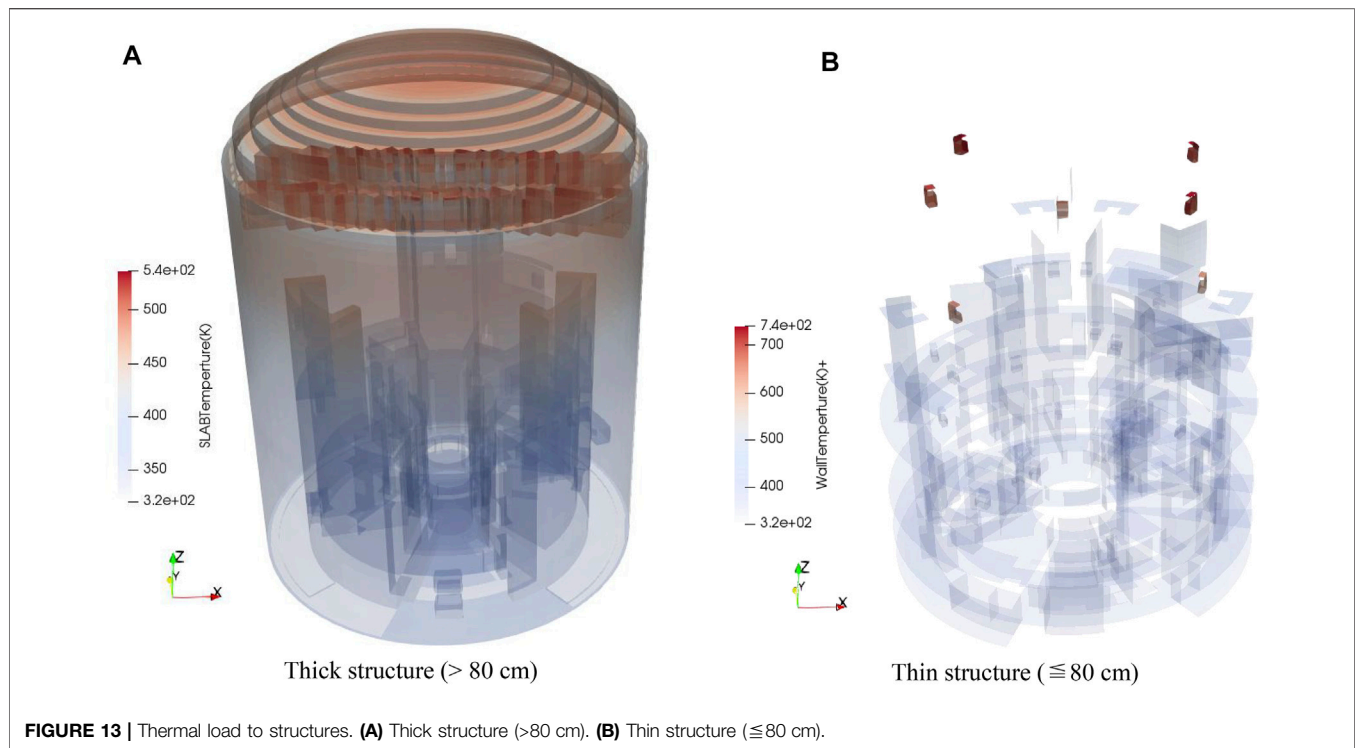 A
B
5.4e+02
500
450
400
350
3.2e+02
SLABTemperture(K)
7.4e+02
700
600
500
400
3.2e+02
WallTemperture(K)+
Z
Y
X
Z
Y
X
Thick structure (> 80 cm)
Thin structure (≦80 cm)
FIGURE 13 | Thermal load to structures. (A) Thick structure (>80 cm). (B) Thin structure (≦80 cm).